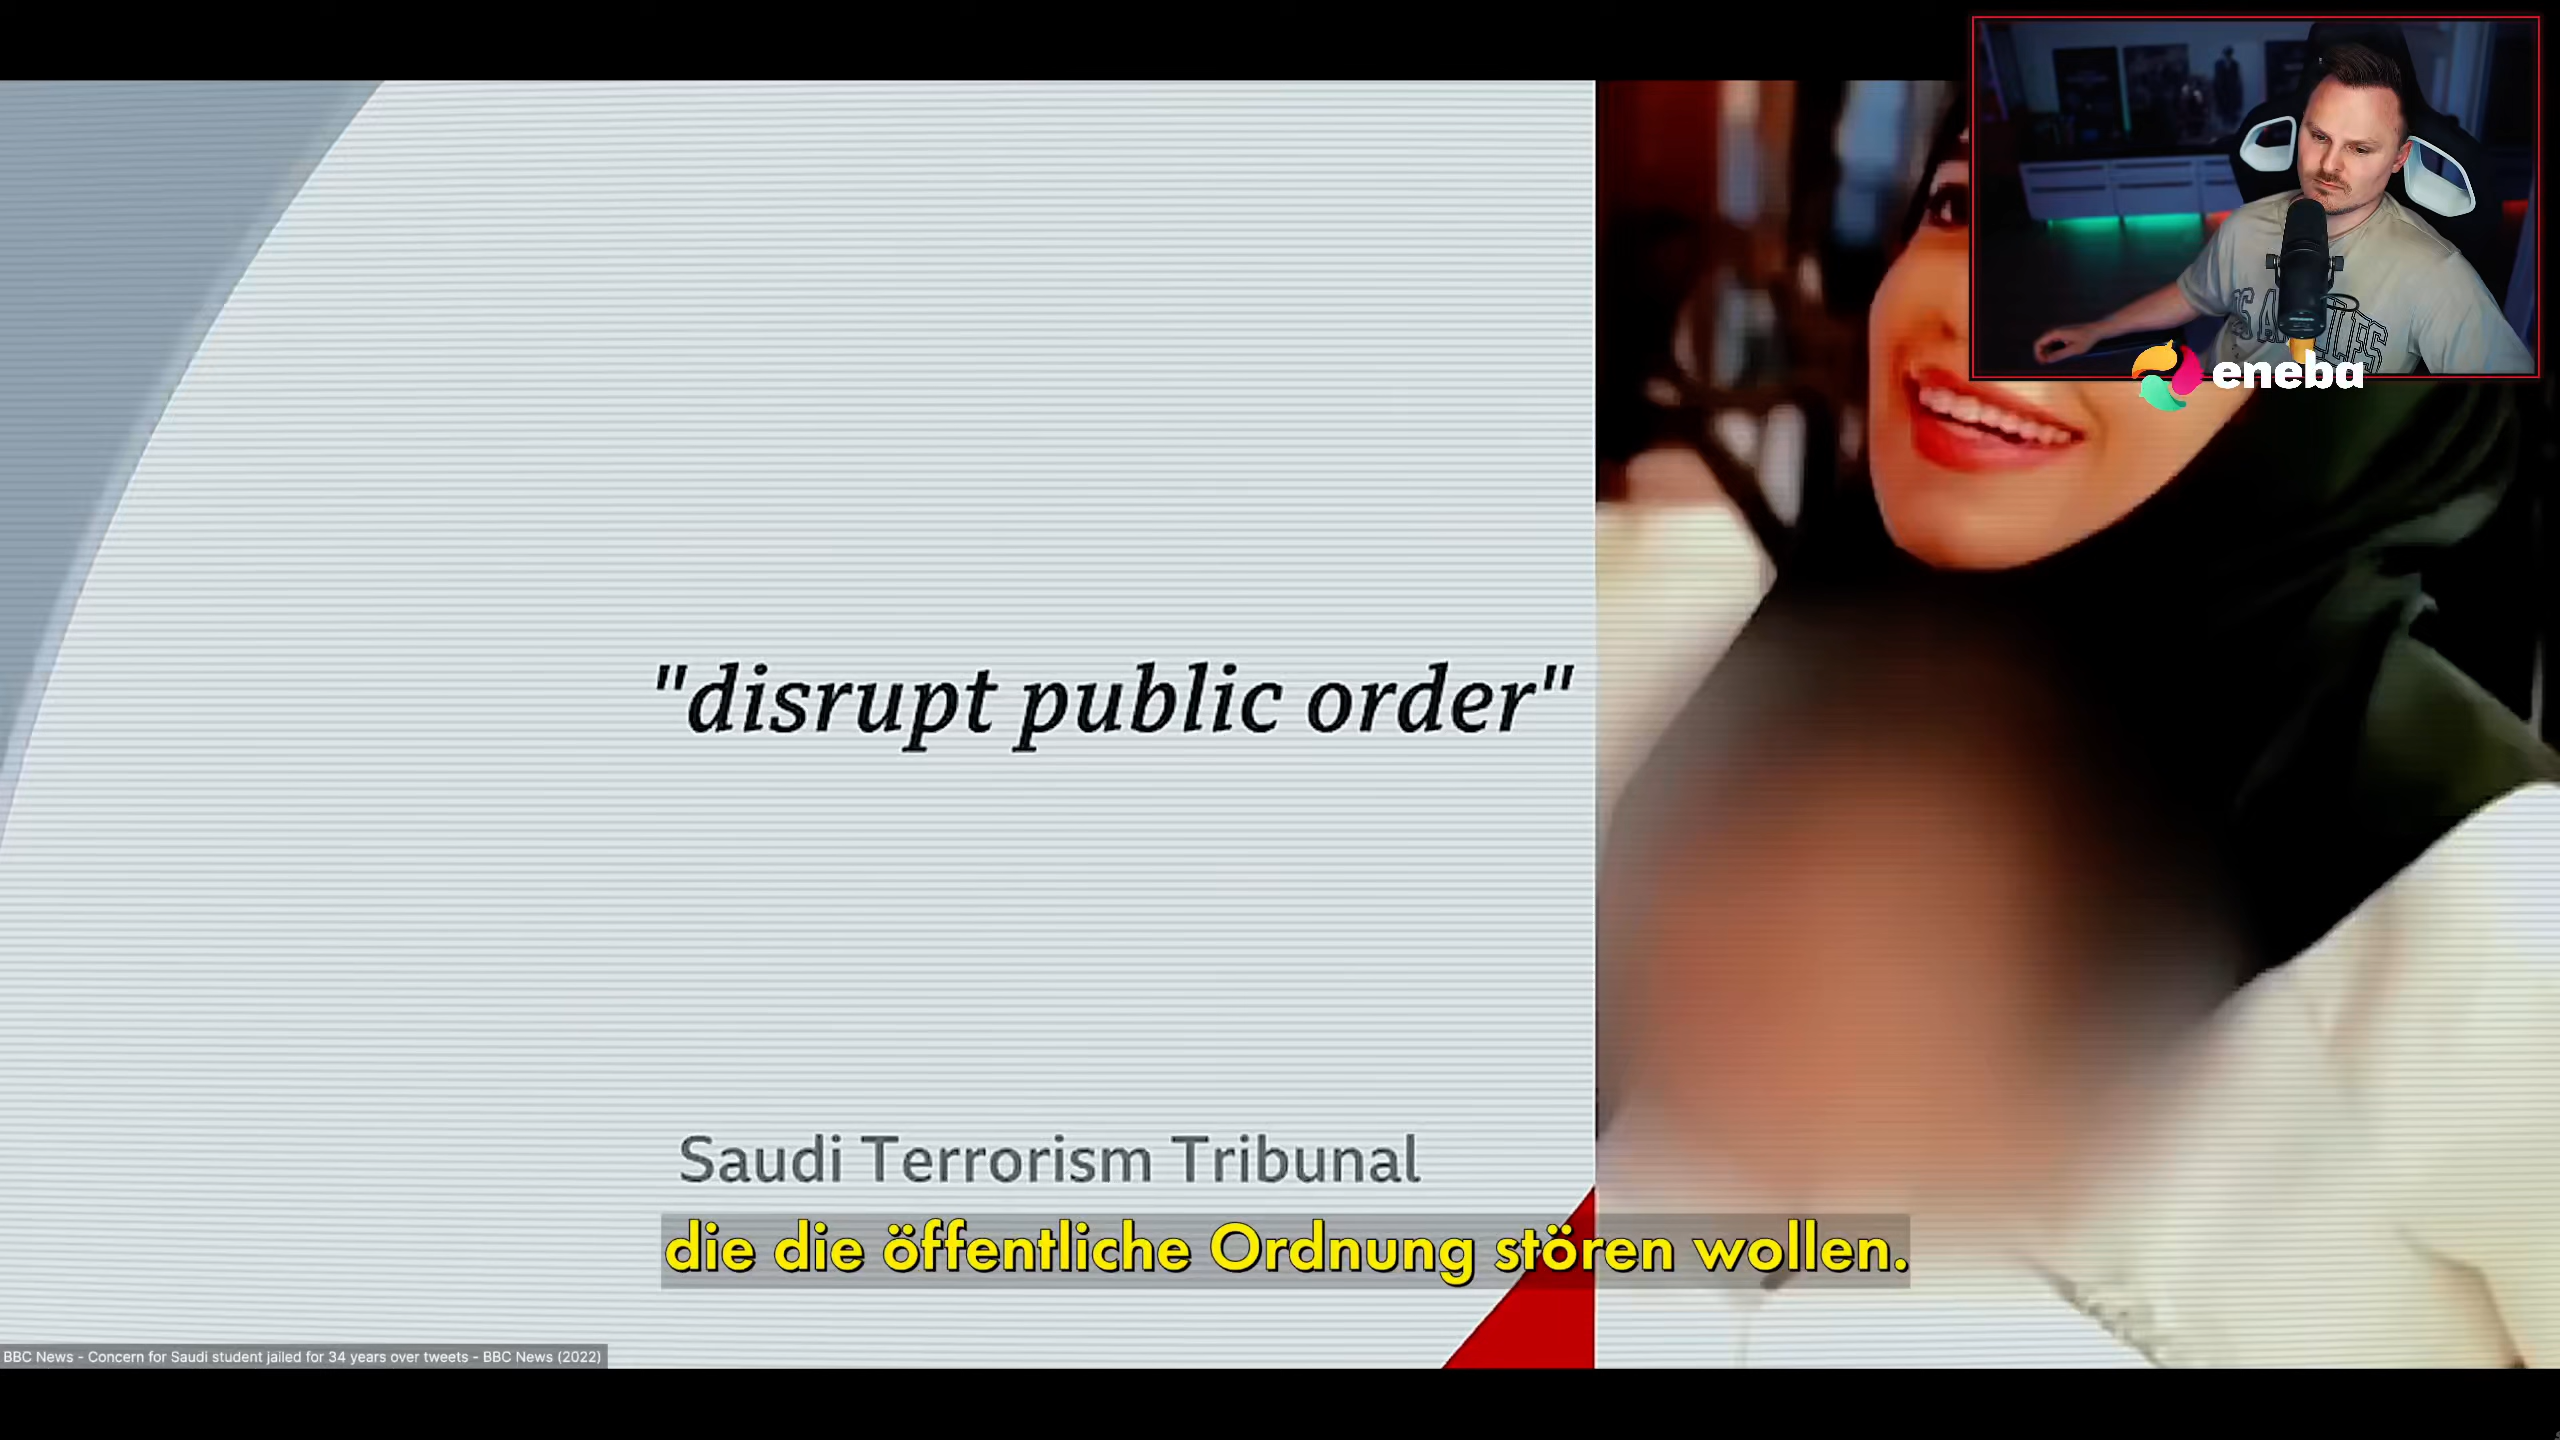 eneba
"disrupt public order"
Saudi Terrorism Tribunal
die die öffentliche Ordnung stören wollen.
BBC News - Concern for Saudi student jailed for 34 years over tweets - BBC News (2022)